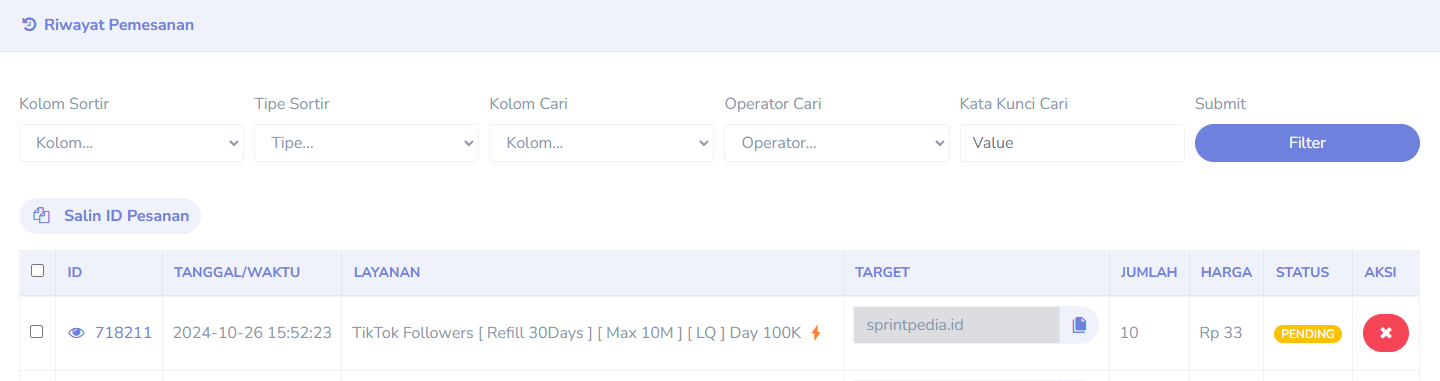 Riwayat Pemesanan
Kolom Sortir Tipe Sortir Kolom Cari Operator Cari Kata Kunci Cari Submit
Kolom... Tipe... Kolom... Operator... Value Filter
Salin ID Pesanan
ID TANGGAL/WAKTU LAYANAN TARGET JUMLAH HARGA STATUS AKSI
718211 2024-10-26 15:52:23 TikTok Followers [ Refill 30Days ] [ Max 10M ] [ LQ ] Day 100K sprintpedia.id 10 Rp 33 PENDING